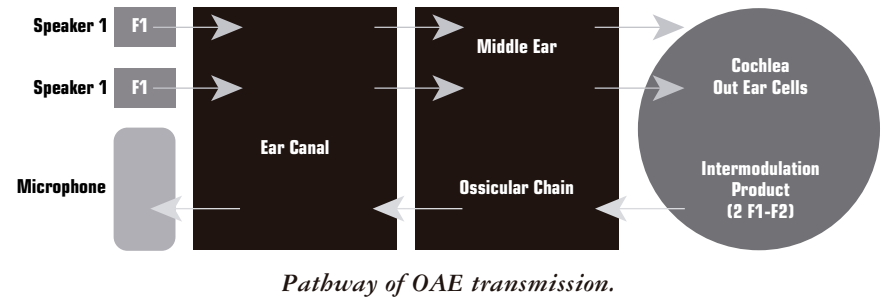 Speaker 1 F1
Speaker 1 F1
Microphone
Ear Canal
Middle Ear
Ossicular Chain
Cochlea
Out Ear Cells
Intermodulation
Product
(2 F1-F2)
Pathway of OAE transmission.